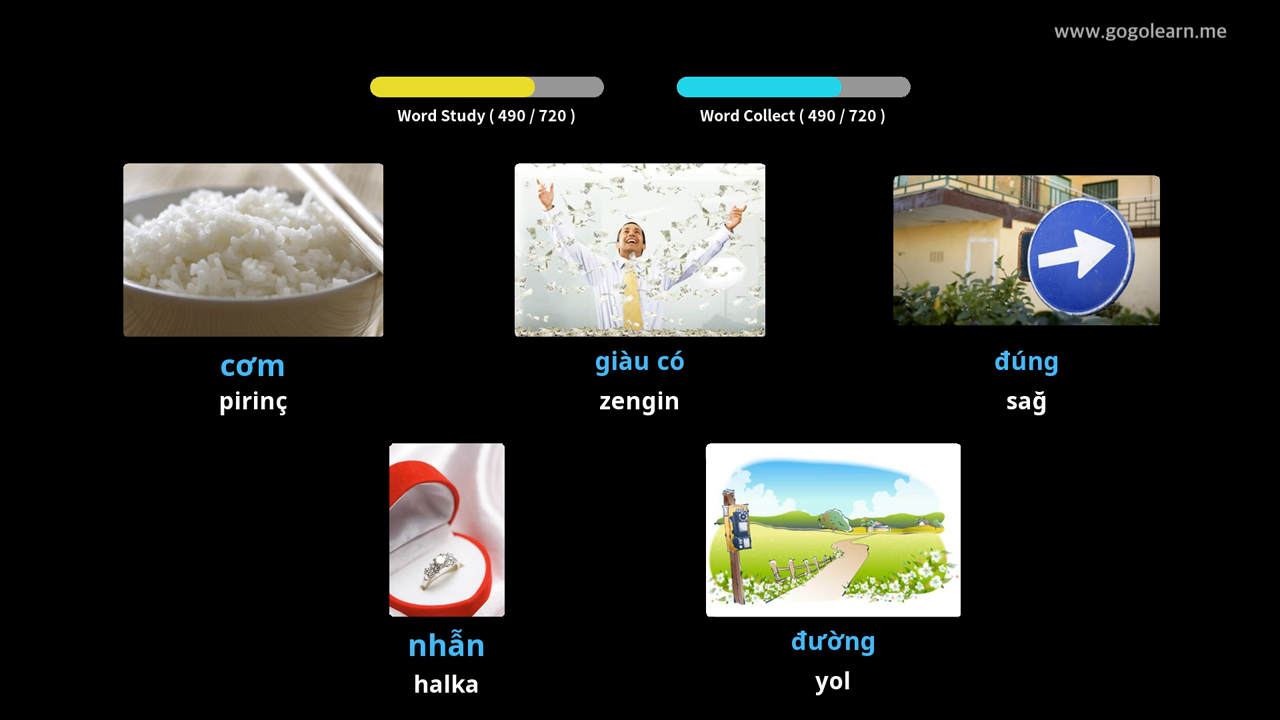 www.gogolearn.me
Word Study ( 490 / 720 )
Word Collect ( 490 / 720 )
cơm
pirinç
giàu có
zengin
đúng
sağ
nhẫn
halka
đường
yol